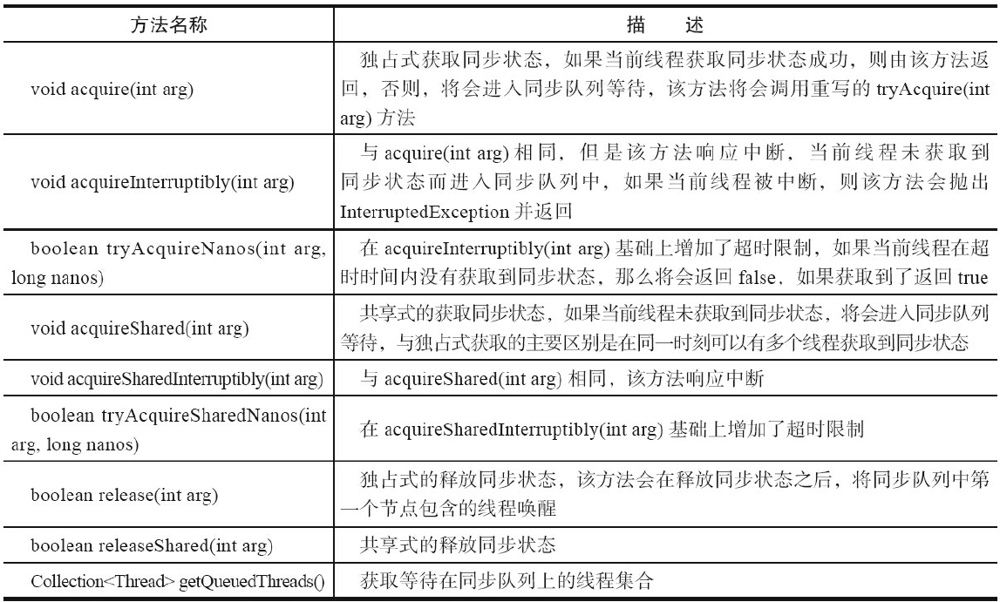 方法名称
描 述
void acquire(int arg)
独占式获取同步状态，如果当前线程获取同步状态成功，则由该方法返
回，否则，将会进入同步队列等待，该方法将会调用重写的 tryAcquire(int
arg) 方法
void acquireInterruptibly(int arg)
与 acquire(int arg) 相同，但是该方法响应中断，当前线程未获取到
同步状态而进入同步队列中，如果当前线程被中断，则该方法会抛出
InterruptedException 并返回
boolean tryAcquireNanos(int arg,
long nanos)
在 acquireInterruptibly(int arg) 基础上增加了超时限制，如果当前线程在超
时时间内没有获取到同步状态，那么将会返回 false，如果获取到了返回 true
void acquireShared(int arg)
共享式的获取同步状态，如果当前线程未获取到同步状态，将会进入同步队列
等待，与独占式获取的主要区别是在同一时刻可以有多个线程获取到同步状态
void acquireSharedInterruptibly(int arg)
与 acquireShared(int arg) 相同，该方法响应中断
boolean tryAcquireSharedNanos(int
arg, long nanos)
在 acquireSharedInterruptibly(int arg) 基础上增加了超时限制
boolean release(int arg)
独占式的释放同步状态，该方法会在释放同步状态之后，将同步队列中第
一个节点包含的线程唤醒
boolean releaseShared(int arg)
共享式的释放同步状态
Collection<Thread> getQueuedThreads()
获取等待在同步队列上的线程集合